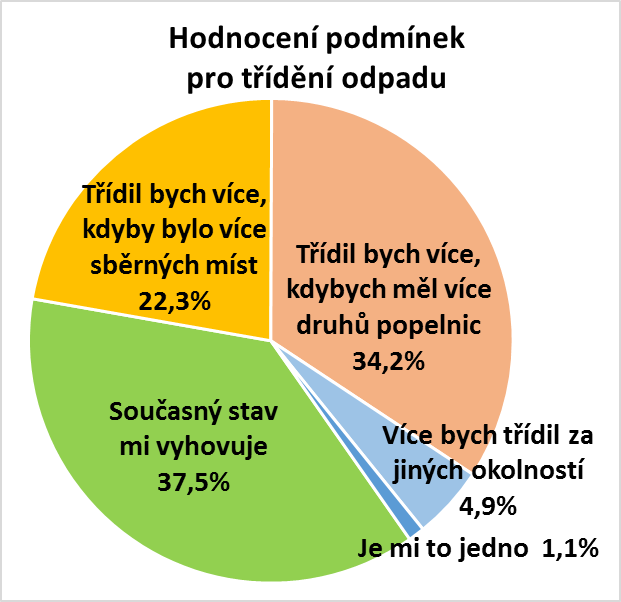 Hodnocení podmínek
pro třídění odpadu
Třídil bych více,
kdyby bylo více
sběrných míst
22,3%
Třídil bych více,
kdybych měl více
druhů popelnic
34,2%
Současný stav
mi vyhovuje
37,5%
Více bych třídil za
jiných okolností
4,9%
Je mi to jedno  1,1%